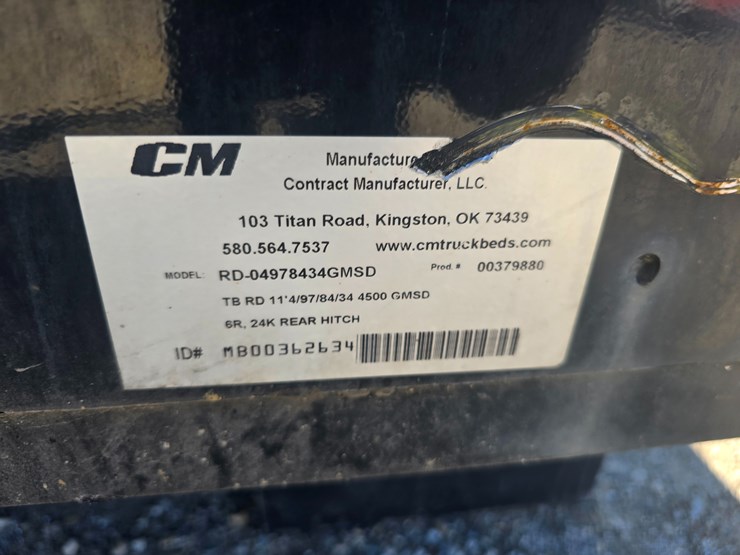 CM
Manufacture
Contract Manufacturer, LLC.
103 Titan Road, Kingston, OK 73439
580.564.7537 www.cmtruckbeds.com
MODEL: RD-04978434GMSD Prod. # 00379880
TB RD 11'4/97/84/34 4500 GMSD
6R, 24K REAR HITCH
ID# MB00362634